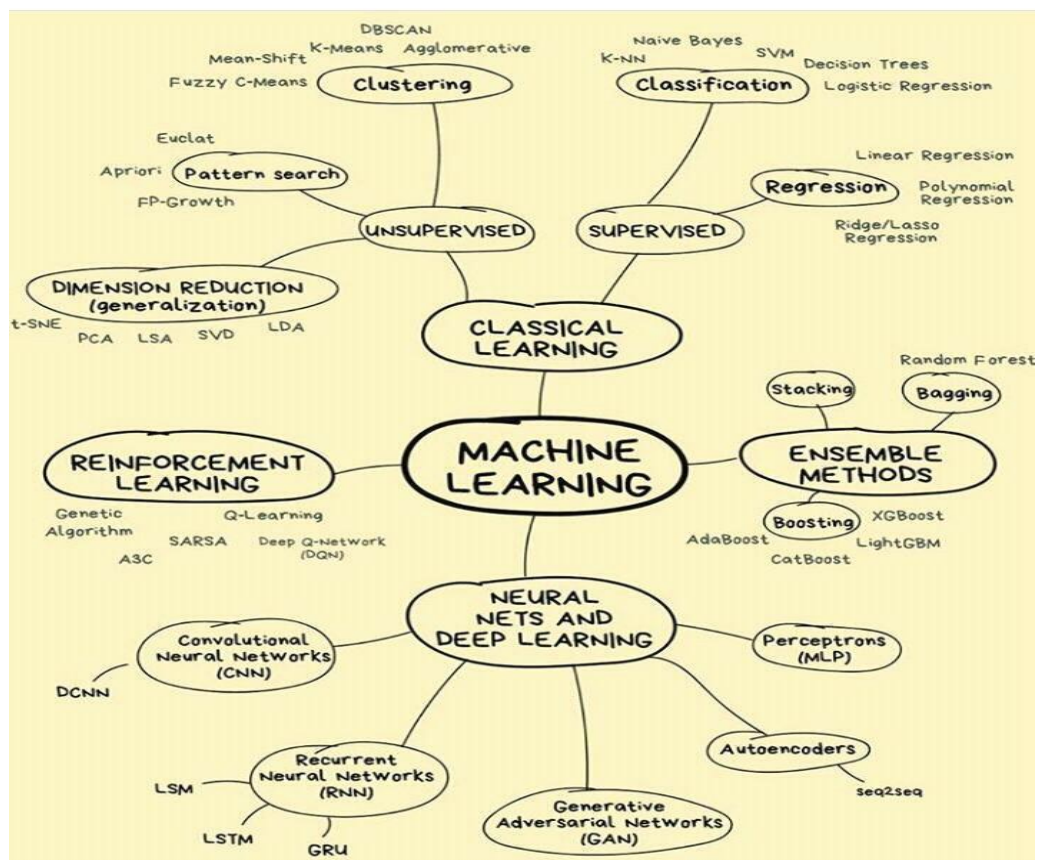 DBSCAN
K-Means
Agglomerative
Mean-Shift
Fuzzy C-Means
Clustering
Naive Bayes
SVM
K-NN
Decision Trees
Classification
Logistic Regression
Euclat
Apriori
Pattern search
FP-Growth
Linear Regression
Regression
Polynomial
Regression
Ridge/Lasso
Regression
UNSUPERVISED
SUPERVISED
DIMENSION REDUCTION
(generalization)
t-SNE
PCA
LSA
SVD
LDA
CLASSICAL
LEARNING
Random Forest
Stacking
Bagging
MACHINE
LEARNING
REINFORCEMENT
LEARNING
ENSEMBLE
METHODS
Genetic
Algorithm
Q-Learning
SARSA
Deep Q-Network
(DQN)
A3C
Boosting
XGBoost
AdaBoost
LightGBM
CatBoost
NEURAL
NETS AND
DEEP LEARNING
Convolutional
Neural Networks
(CNN)
DCNN
Perceptrons
(MLP)
Recurrent
Neural Networks
(RNN)
LSM
LSTM
GRU
Autoencoders
seq2seq
Generative
Adversarial Networks
(GAN)